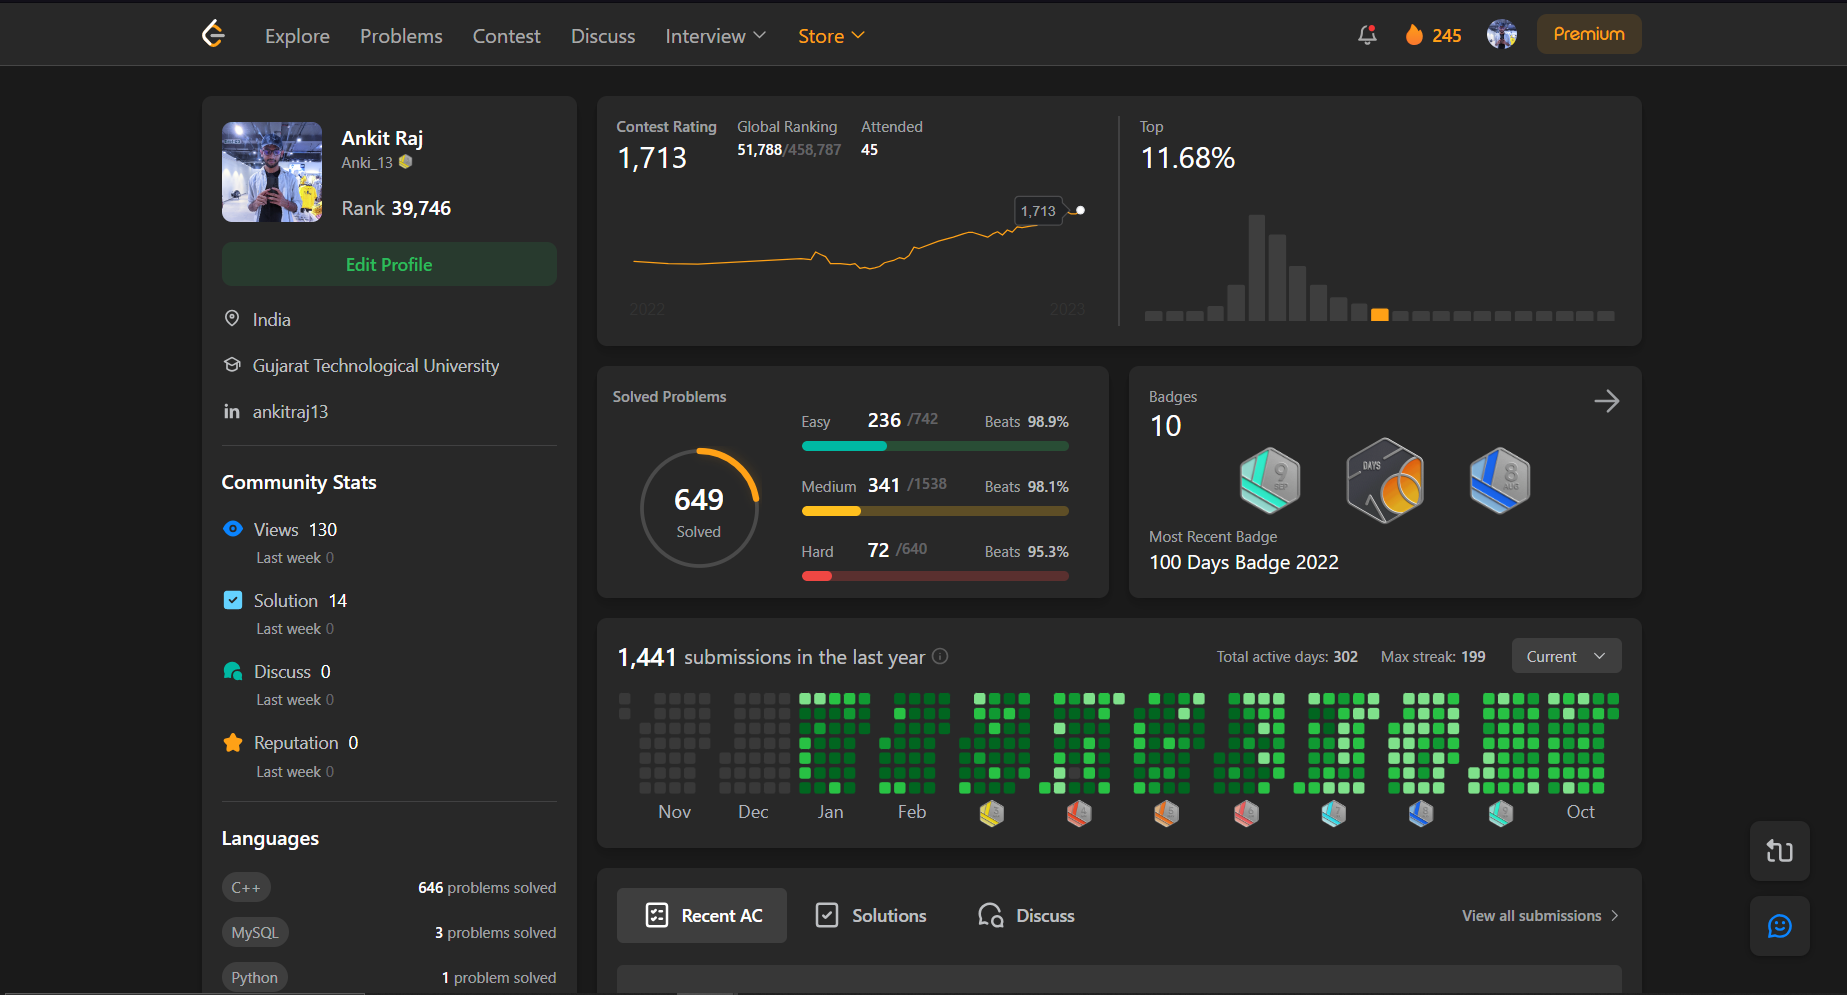 Explore Problems Contest Discuss Interview Store 245 Premium
Ankit Raj
Anki_13
Rank 39,746
Edit Profile
India
Gujarat Technological University
in ankitraj13
Community Stats
Views 130
Last week 0
Solution 14
Last week 0
Discuss 0
Last week 0
Reputation 0
Last week 0
Languages
C++ 646 problems solved
MySQL 3 problems solved
Python 1 problem solved
Contest Rating Global Ranking Attended
1,713 51,788/458,787 45
1,713
2022 2023
Top
11.68%
Solved Problems
649
Solved
Easy 236 /742 Beats 98.9%
Medium 341 /1538 Beats 98.1%
Hard 72 /640 Beats 95.3%
Badges
10
9
SEP
DAYS
8
AUG
Most Recent Badge
100 Days Badge 2022
1,441 submissions in the last year Total active days: 302 Max streak: 199 Current
Nov Dec Jan Feb Oct
Recent AC Solutions Discuss View all submissions